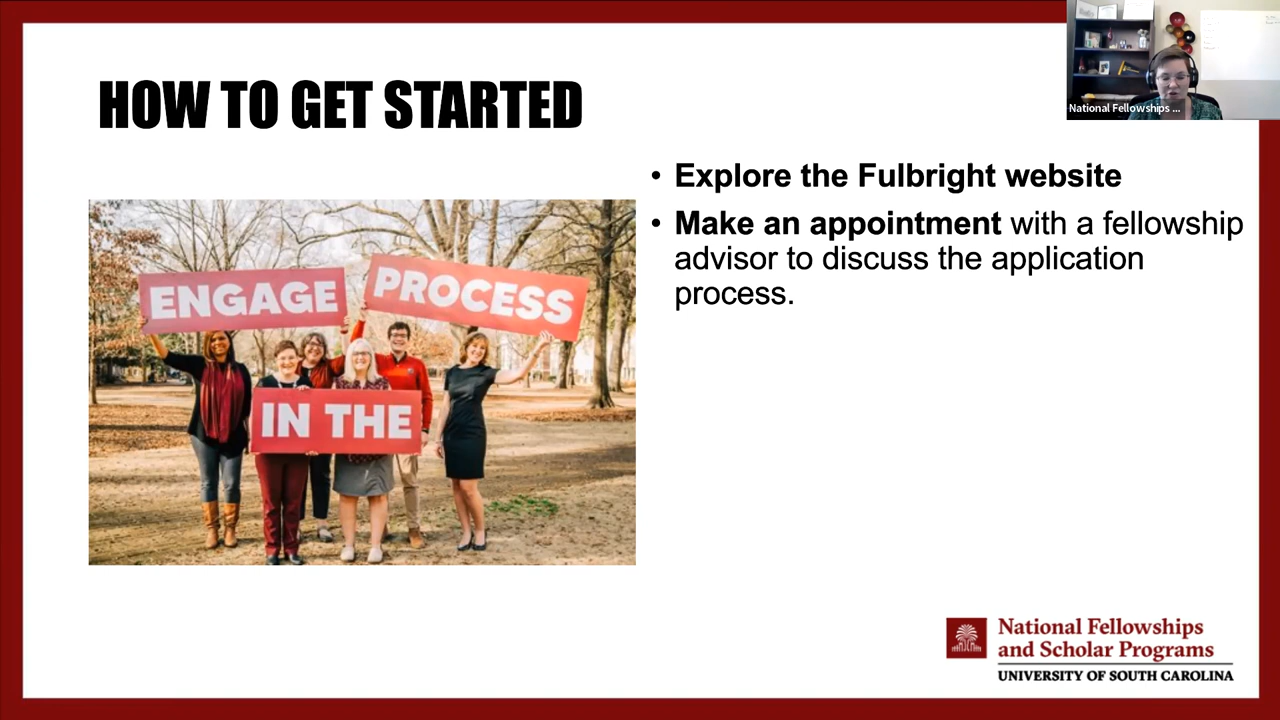 HOW TO GET STARTED
National Fellowships ...
• Explore the Fulbright website
• Make an appointment with a fellowship
advisor to discuss the application
process.
ENGAGE
PROCESS
IN THE
National Fellowships
and Scholar Programs
UNIVERSITY OF SOUTH CAROLINA